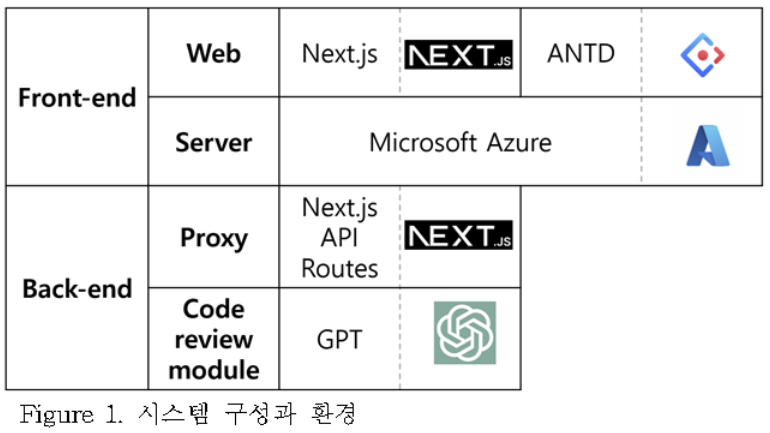 Front-end
Web
Next.js
NEXT.JS
ANTD
Server
Microsoft Azure
Back-end
Proxy
Next.js
API
Routes
NEXT.JS
Code
review
module
GPT
Figure 1. 시스템 구성과 환경